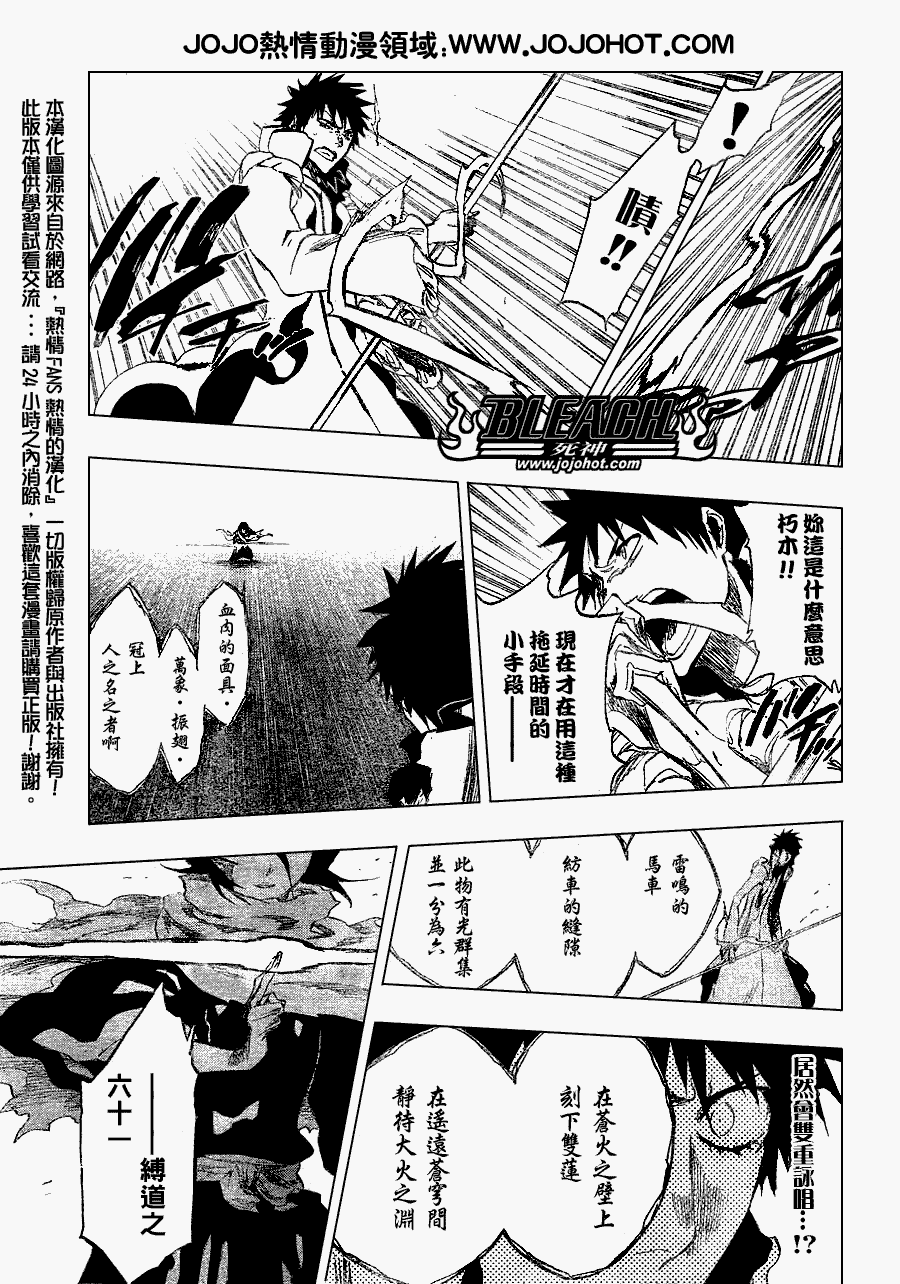 JOJO熱情動漫領域:WWW.JOJOHOT.COM
本漢化圖源來自於網路,『熱情FANS熱情的漢化』一切版權歸原作者與出版社擁有!
此版本僅供學習試看交流...請24小時之內消除,喜歡這套漫畫請購買正版!謝謝。
!
嘖!!
BLEACH
死神
www.jojohot.com
妳這是什麼意思
朽木!!
現在才在用這種
拖延時間的
小手段——
血肉的面具.
萬象.振翅.
冠上
人之名之者啊
雷鳴的
馬車
紡車的縫隙
此物有光群集
並一分為六
居然會雙重詠唱...!?
在蒼火之壁上
刻下雙蓮
在遙遠蒼穹間
靜待大火之淵
——縛道之
六十一